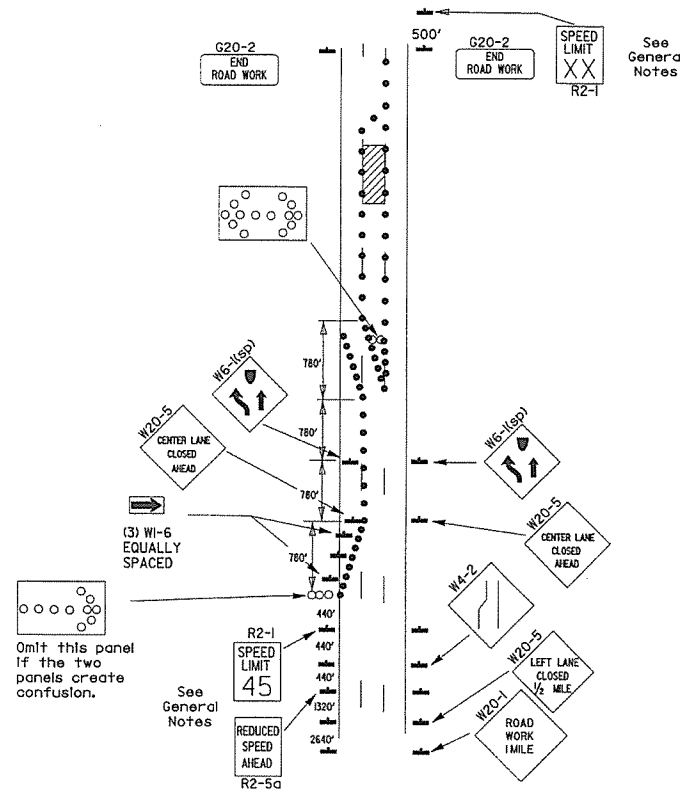 500'
G20-2
END
ROAD WORK
G20-2
END
ROAD WORK
SPEED
LIMIT
XX
R2-1
See
General
Notes
780'
W6-1(sp)
780'
W20-5
CENTER LANE
CLOSED
AHEAD
780'
W6-1(sp)
(3) W1-6
EQUALLY
SPACED
780'
W20-5
CENTER LANE
CLOSED
AHEAD
Omit this panel
if the two
panels create
confusion.
440'
R2-1
SPEED
LIMIT
45
440'
440'
1320'
2640'
See
General
Notes
REDUCED
SPEED
AHEAD
R2-5a
W4-2
W20-5
LEFT LANE
CLOSED
1/2 MILE
W20-1
ROAD
WORK
1 MILE